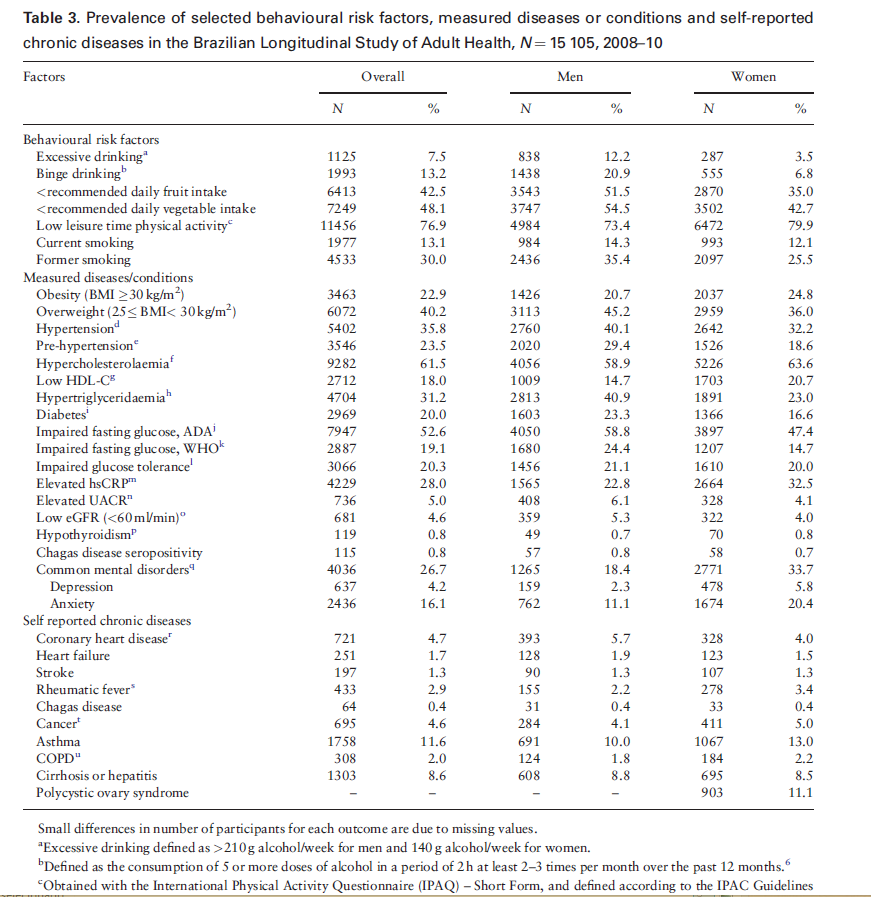 Table 3. Prevalence of selected behavioural risk factors, measured diseases or conditions and self-reported
chronic diseases in the Brazilian Longitudinal Study of Adult Health, N = 15 105, 2008–10
Factors Overall Men Women
N % N % N %
Behavioural risk factors
Excessive drinkingᵃ 1125 7.5 838 12.2 287 3.5
Binge drinkingᵇ 1993 13.2 1438 20.9 555 6.8
<recommended daily fruit intake 6413 42.5 3543 51.5 2870 35.0
<recommended daily vegetable intake 7249 48.1 3747 54.5 3502 42.7
Low leisure time physical activityᶜ 11456 76.9 4984 73.4 6472 79.9
Current smoking 1977 13.1 984 14.3 993 12.1
Former smoking 4533 30.0 2436 35.4 2097 25.5
Measured diseases/conditions
Obesity (BMI ≥30 kg/m²) 3463 22.9 1426 20.7 2037 24.8
Overweight (25≤ BMI< 30 kg/m²) 6072 40.2 3113 45.2 2959 36.0
Hypertensionᵈ 5402 35.8 2760 40.1 2642 32.2
Pre-hypertensionᵉ 3546 23.5 2020 29.4 1526 18.6
Hypercholesterolaemiaᶠ 9282 61.5 4056 58.9 5226 63.6
Low HDL-Cᵍ 2712 18.0 1009 14.7 1703 20.7
Hypertriglyceridaemiaʰ 4704 31.2 2813 40.9 1891 23.0
Diabetesⁱ 2969 20.0 1603 23.3 1366 16.6
Impaired fasting glucose, ADAʲ 7947 52.6 4050 58.8 3897 47.4
Impaired fasting glucose, WHOᵏ 2887 19.1 1680 24.4 1207 14.7
Impaired glucose toleranceˡ 3066 20.3 1456 21.1 1610 20.0
Elevated hsCRPᵐ 4229 28.0 1565 22.8 2664 32.5
Elevated UACRⁿ 736 5.0 408 6.1 328 4.1
Low eGFR (<60 ml/min)ᵒ 681 4.6 359 5.3 322 4.0
Hypothyroidismᵖ 119 0.8 49 0.7 70 0.8
Chagas disease seropositivity 115 0.8 57 0.8 58 0.7
Common mental disorders<sup>q</sup> 4036 26.7 1265 18.4 2771 33.7
Depression 637 4.2 159 2.3 478 5.8
Anxiety 2436 16.1 762 11.1 1674 20.4
Self reported chronic diseases
Coronary heart diseaseʳ 721 4.7 393 5.7 328 4.0
Heart failure 251 1.7 128 1.9 123 1.5
Stroke 197 1.3 90 1.3 107 1.3
Rheumatic feverˢ 433 2.9 155 2.2 278 3.4
Chagas disease 64 0.4 31 0.4 33 0.4
Cancerᵗ 695 4.6 284 4.1 411 5.0
Asthma 1758 11.6 691 10.0 1067 13.0
COPDᵘ 308 2.0 124 1.8 184 2.2
Cirrhosis or hepatitis 1303 8.6 608 8.8 695 8.5
Polycystic ovary syndrome – – – – 903 11.1
Small differences in number of participants for each outcome are due to missing values.
ᵃExcessive drinking defined as >210 g alcohol/week for men and 140 g alcohol/week for women.
ᵇDefined as the consumption of 5 or more doses of alcohol in a period of 2 h at least 2–3 times per month over the past 12 months.⁶
ᶜObtained with the International Physical Activity Questionnaire (IPAQ) – Short Form, and defined according to the IPAC Guidelines